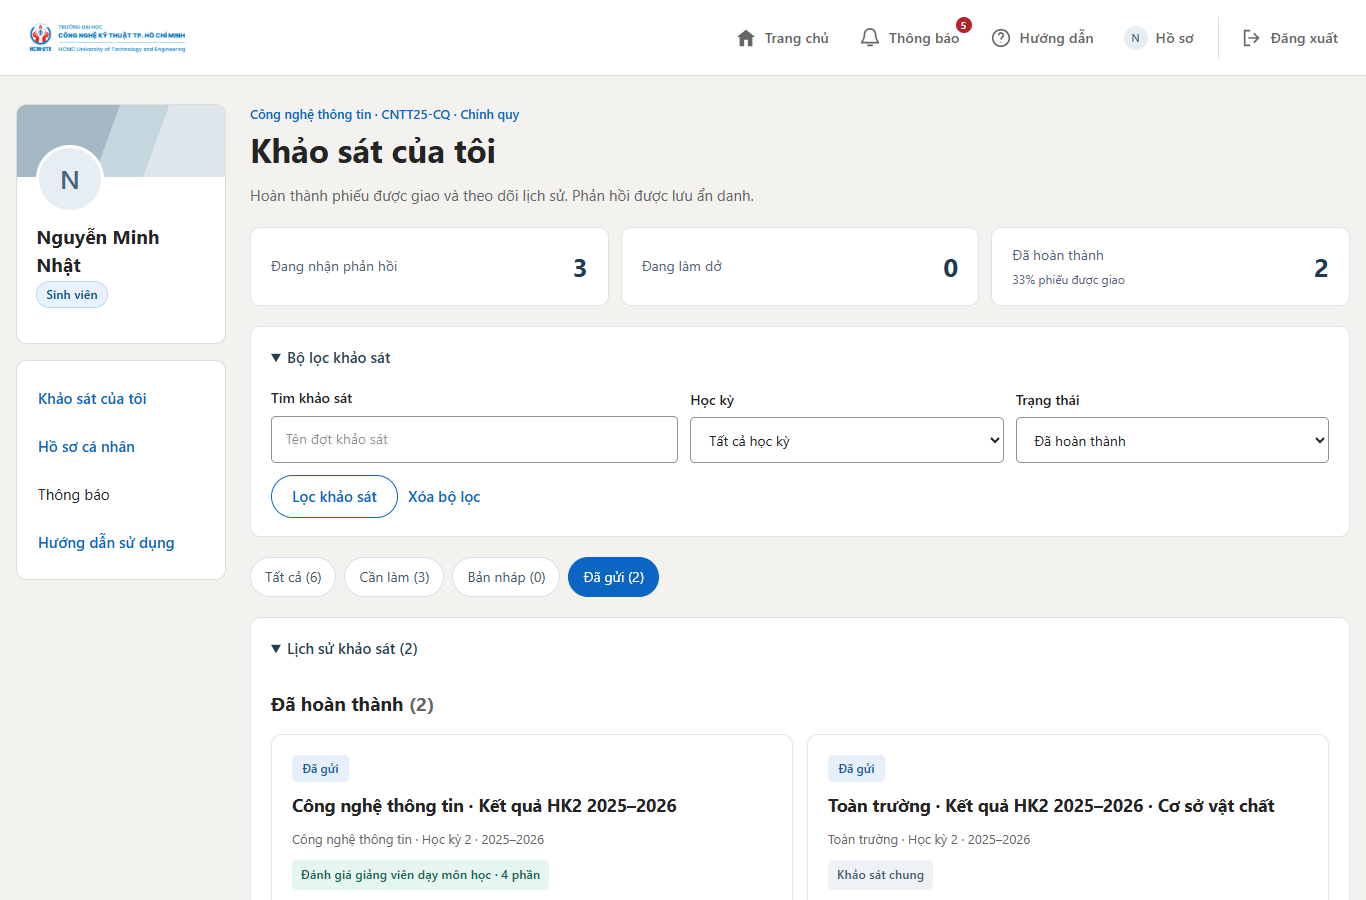 TRƯỜNG ĐẠI HỌC
CÔNG NGHỆ KỸ THUẬT TP. HỒ CHÍ MINH
HCM-UTE
HCMC University of Technology and Engineering
Trang chủ
Thông báo
5
Hướng dẫn
N
Hồ sơ
Đăng xuất
N
Nguyễn Minh
Nhật
Sinh viên
Khảo sát của tôi
Hồ sơ cá nhân
Thông báo
Hướng dẫn sử dụng
Công nghệ thông tin · CNTT25-CQ · Chính quy
Khảo sát của tôi
Hoàn thành phiếu được giao và theo dõi lịch sử. Phản hồi được lưu ẩn danh.
Đang nhận phản hồi
3
Đang làm dở
0
Đã hoàn thành
33% phiếu được giao
2
▼ Bộ lọc khảo sát
Tìm khảo sát
Tên đợt khảo sát
Học kỳ
Tất cả học kỳ
Trạng thái
Đã hoàn thành
Lọc khảo sát
Xóa bộ lọc
Tất cả (6)
Cần làm (3)
Bản nháp (0)
Đã gửi (2)
▼ Lịch sử khảo sát (2)
Đã hoàn thành (2)
Đã gửi
Công nghệ thông tin · Kết quả HK2 2025–2026
Công nghệ thông tin · Học kỳ 2 · 2025–2026
Đánh giá giảng viên dạy môn học · 4 phần
Đã gửi
Toàn trường · Kết quả HK2 2025–2026 · Cơ sở vật chất
Toàn trường · Học kỳ 2 · 2025–2026
Khảo sát chung